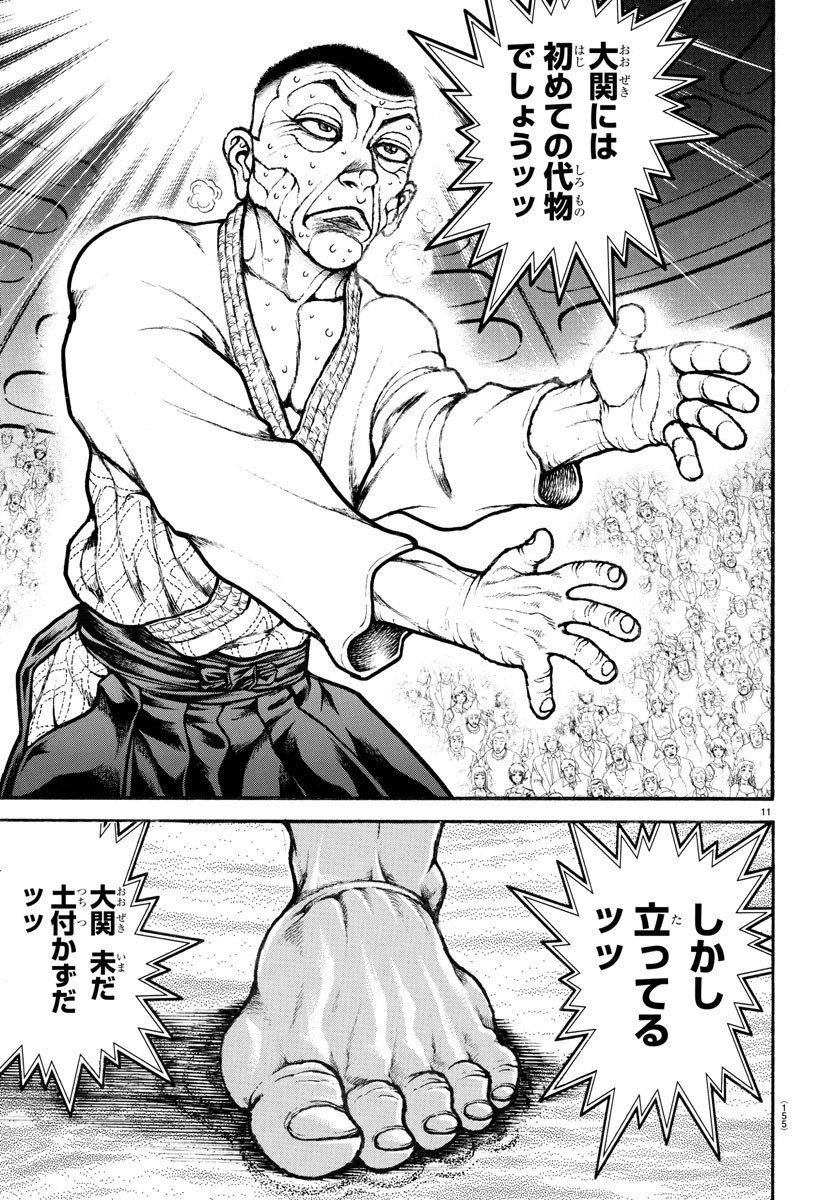 大関には
初めての代物
でしょうッッ
11
しかし
立ってる
ッッ
大関 未だ
土付かずだ
ッッ
(155)